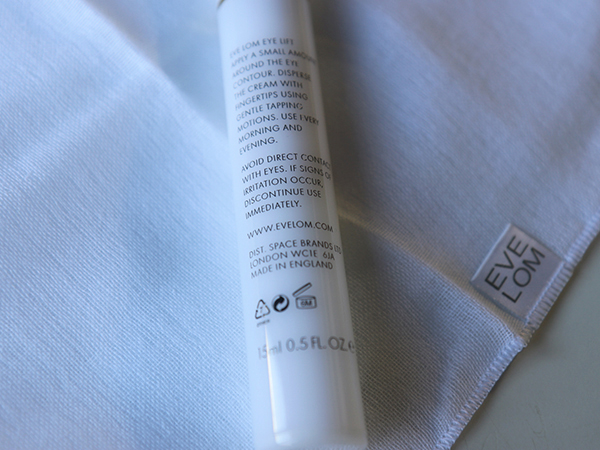 EVE LOM EYE LIFT
APPLY A SMALL AMOUNT
AROUND THE EYE
CONTOUR. DISPERSE
THE CREAM WITH
FINGERTIPS USING
GENTLE TAPPING
MOTIONS. USE EVERY
MORNING AND
EVENING.
AVOID DIRECT CONTACT
WITH EYES. IF SIGNS OF
IRRITATION OCCUR,
DISCONTINUE USE
IMMEDIATELY.
WWW.EVELOM.COM
DIST. SPACE BRANDS LTD
LONDON WC1E 6JA
MADE IN ENGLAND
15ml 0.5 FL. OZ. e
EVE
LOM